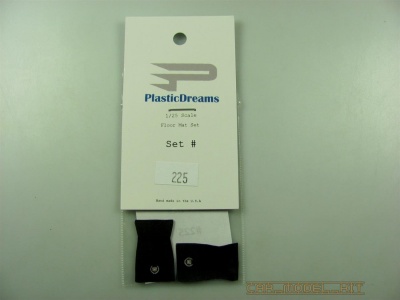 PlasticDreams
1/25 Scale
Floor Mat Set
Set #
225
Hand made in the U.S.A